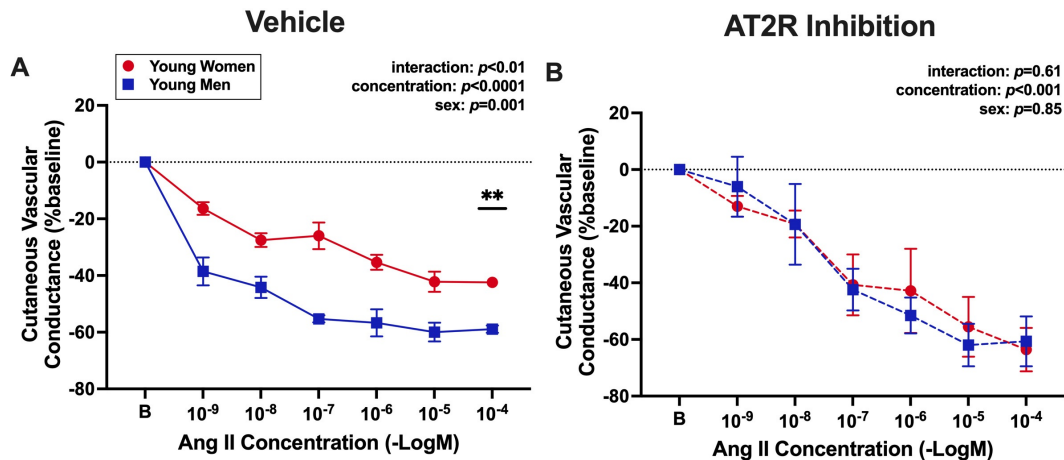 Vehicle
A
Young Women
Young Men
interaction: p<0.01
concentration: p<0.0001
sex: p=0.001
20
0
-20
-40
-60
-80
Cutaneous Vascular
Conductance (%baseline)
**
B
10-9
10-8
10-7
10-6
10-5
10-4
Ang II Concentration (-LogM)
AT2R Inhibition
B
interaction: p=0.61
concentration: p<0.001
sex: p=0.85
20
0
-20
-40
-60
-80
Cutaneous Vascular
Conductance (%baseline)
B
10-9
10-8
10-7
10-6
10-5
10-4
Ang II Concentration (-LogM)